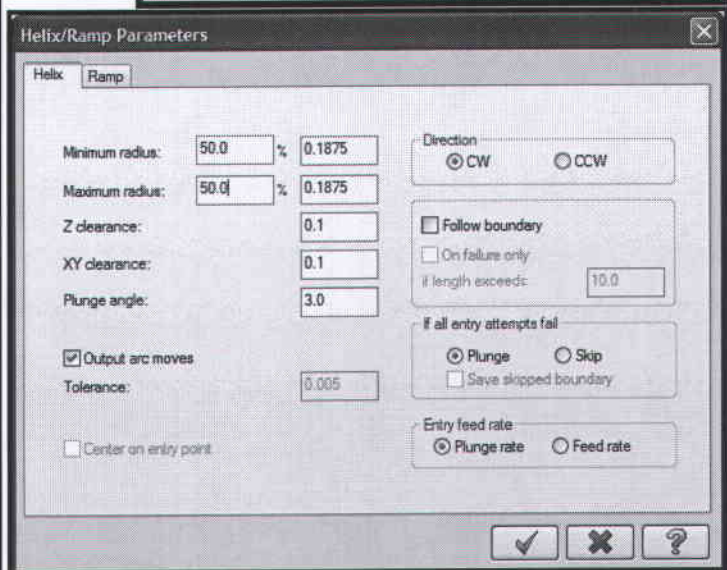 Helix/Ramp Parameters
Helix Ramp
Minimum radius: 50.0 % 0.1875
Maximum radius: 50.0 % 0.1875
Z clearance: 0.1
XY clearance: 0.1
Plunge angle: 3.0
Output arc moves
Tolerance: 0.005
Center on entry point
Direction
CW CCW
Follow boundary
On failure only
if length exceeds: 10.0
If all entry attempts fail
Plunge Skip
Save skipped boundary
Entry feed rate
Plunge rate Feed rate
?